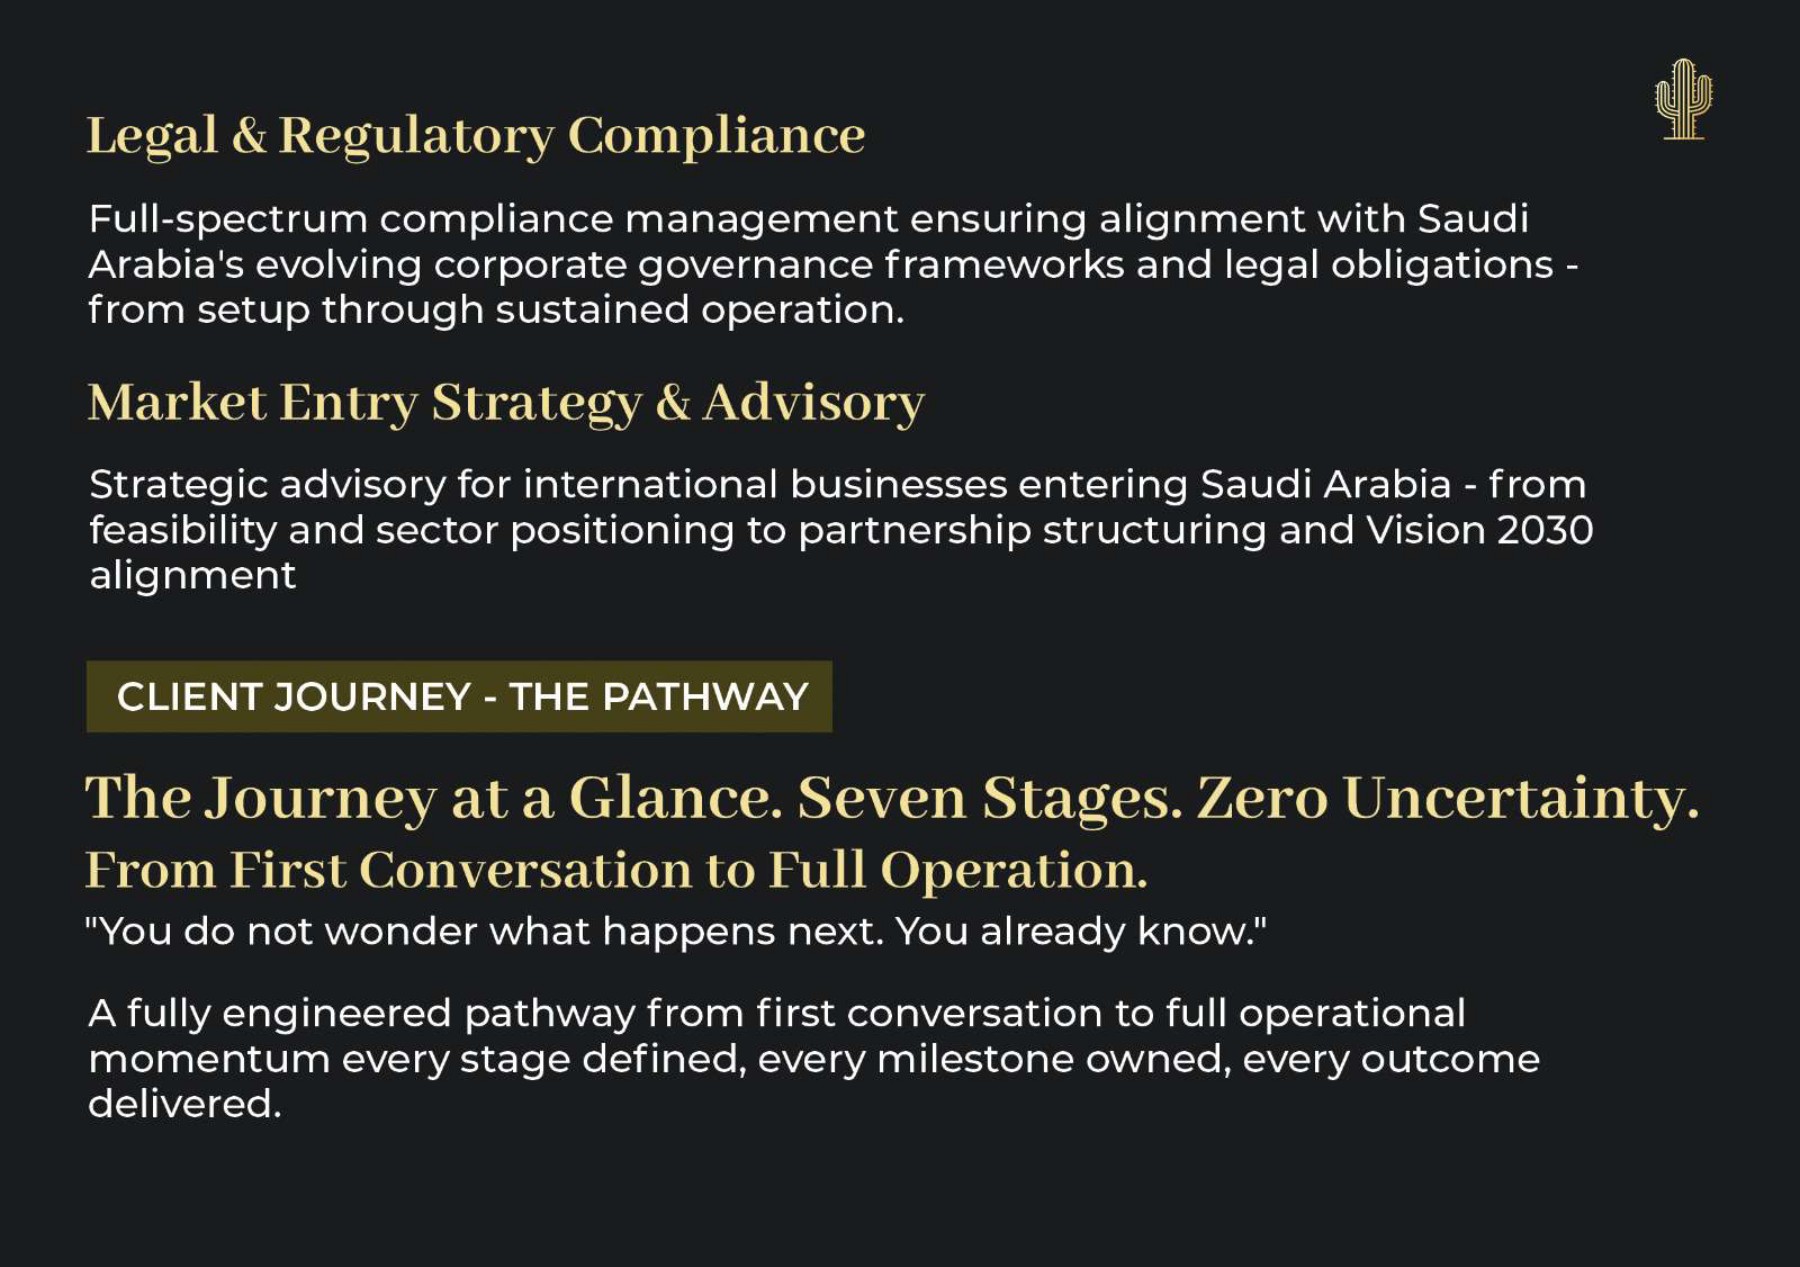 Legal & Regulatory Compliance
Full-spectrum compliance management ensuring alignment with Saudi
Arabia's evolving corporate governance frameworks and legal obligations -
from setup through sustained operation.
Market Entry Strategy & Advisory
Strategic advisory for international businesses entering Saudi Arabia - from
feasibility and sector positioning to partnership structuring and Vision 2030
alignment
CLIENT JOURNEY - THE PATHWAY
The Journey at a Glance. Seven Stages. Zero Uncertainty.
From First Conversation to Full Operation.
"You do not wonder what happens next. You already know."
A fully engineered pathway from first conversation to full operational
momentum every stage defined, every milestone owned, every outcome
delivered.